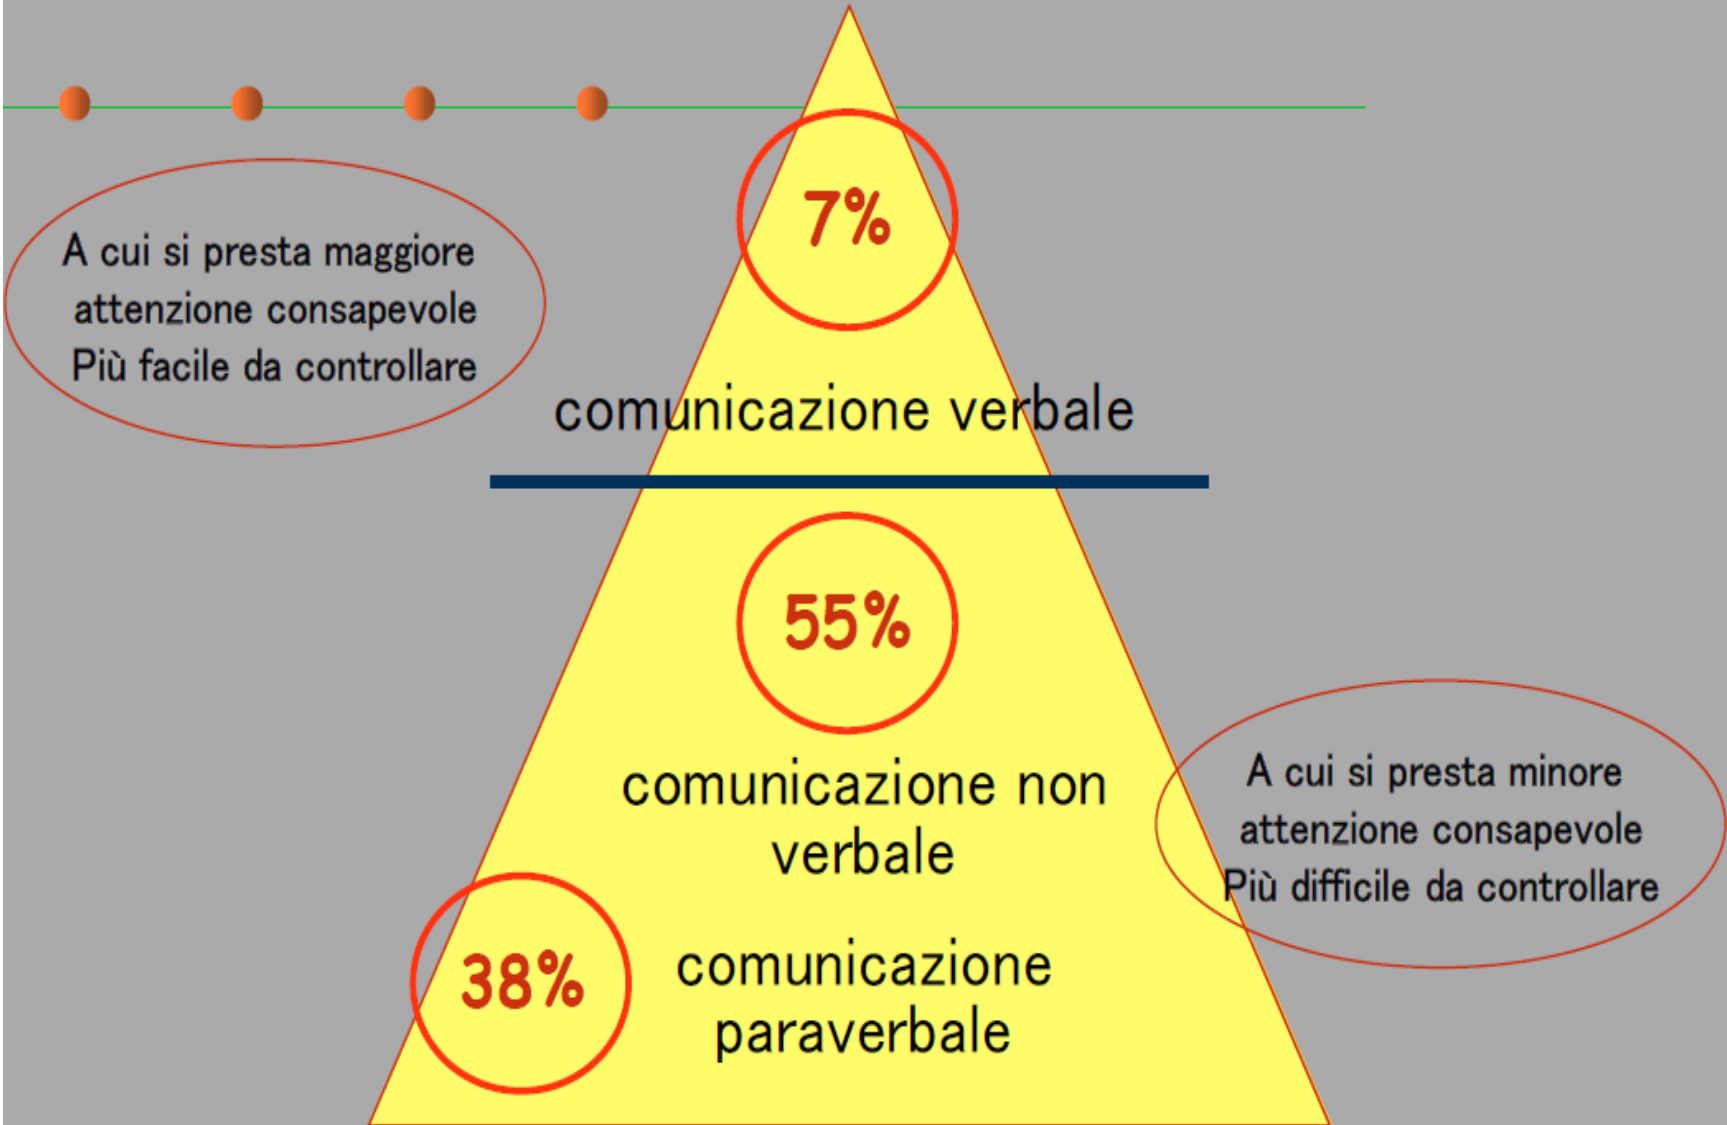 7%
A cui si presta maggiore
attenzione consapevole
Più facile da controllare
comunicazione verbale
55%
comunicazione non
verbale
A cui si presta minore
attenzione consapevole
Più difficile da controllare
38%
comunicazione
paraverbale